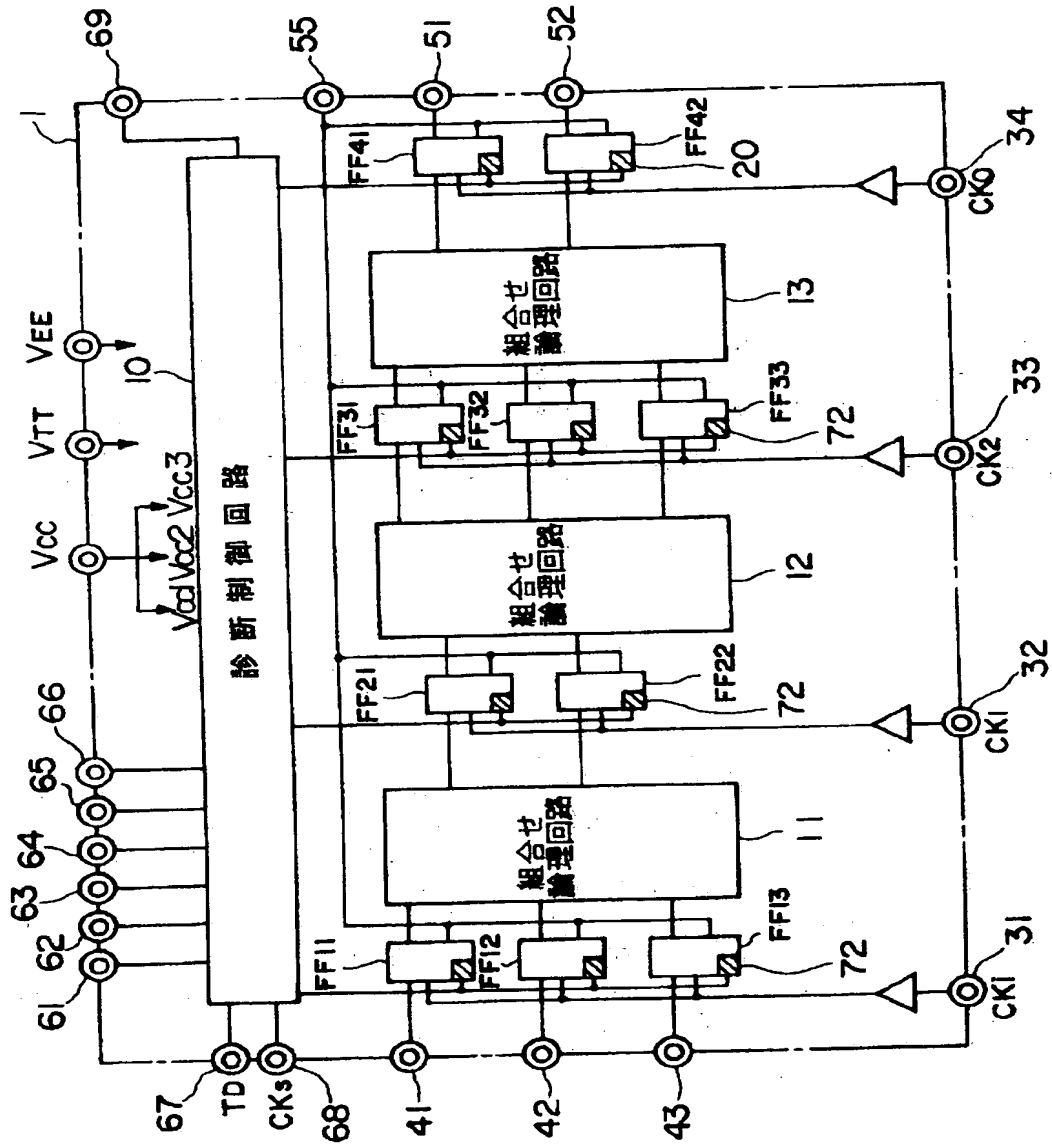 1
69
55
51
52
VCC
VTT
VEE
Vcc1 Vcc2 Vcc3
10
61
62
63
64
65
66
67
TD
CKs
68
診断制御回路
41
42
43
FF11
FF12
FF13
72
組合せ
論理回路
11
FF21
FF22
72
組合せ
論理回路
12
FF31
FF32
FF33
72
組合せ
論理回路
13
FF41
FF42
20
CK1
31
CK1
32
CK2
33
CK0
34